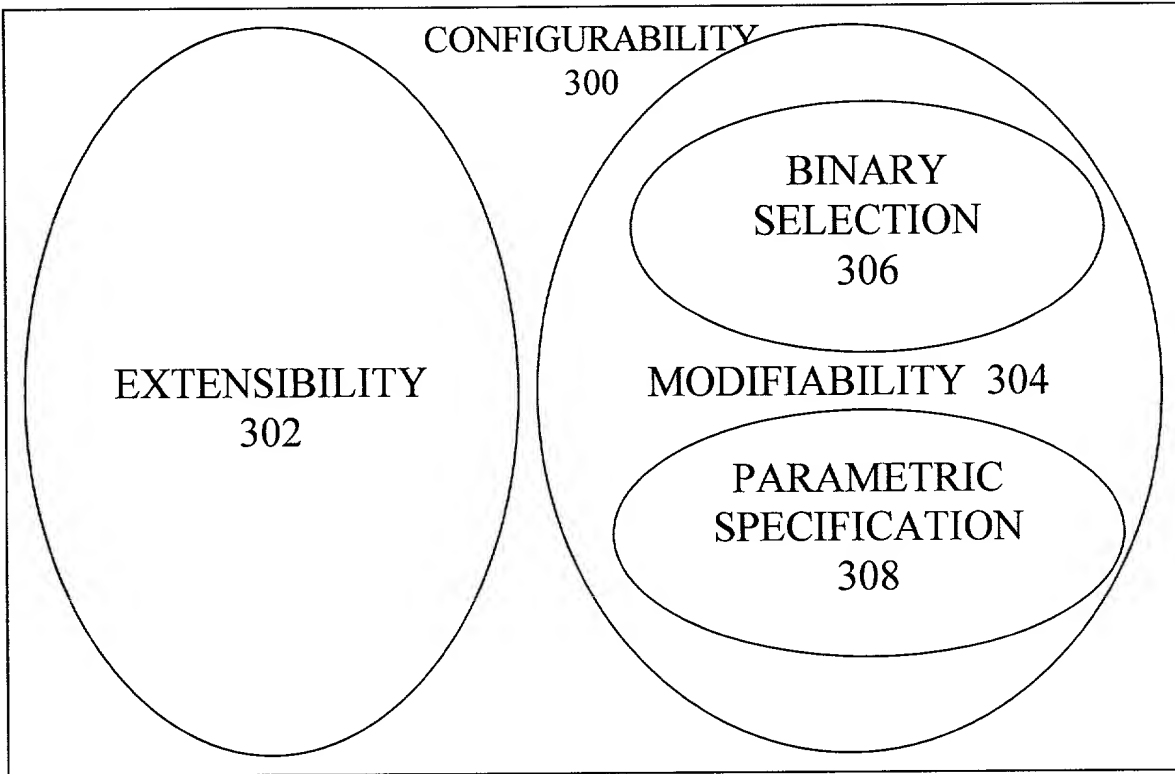 CONFIGURABILITY
300
BINARY
SELECTION
306
EXTENSIBILITY
302
MODIFIABILITY 304
PARAMETRIC
SPECIFICATION
308